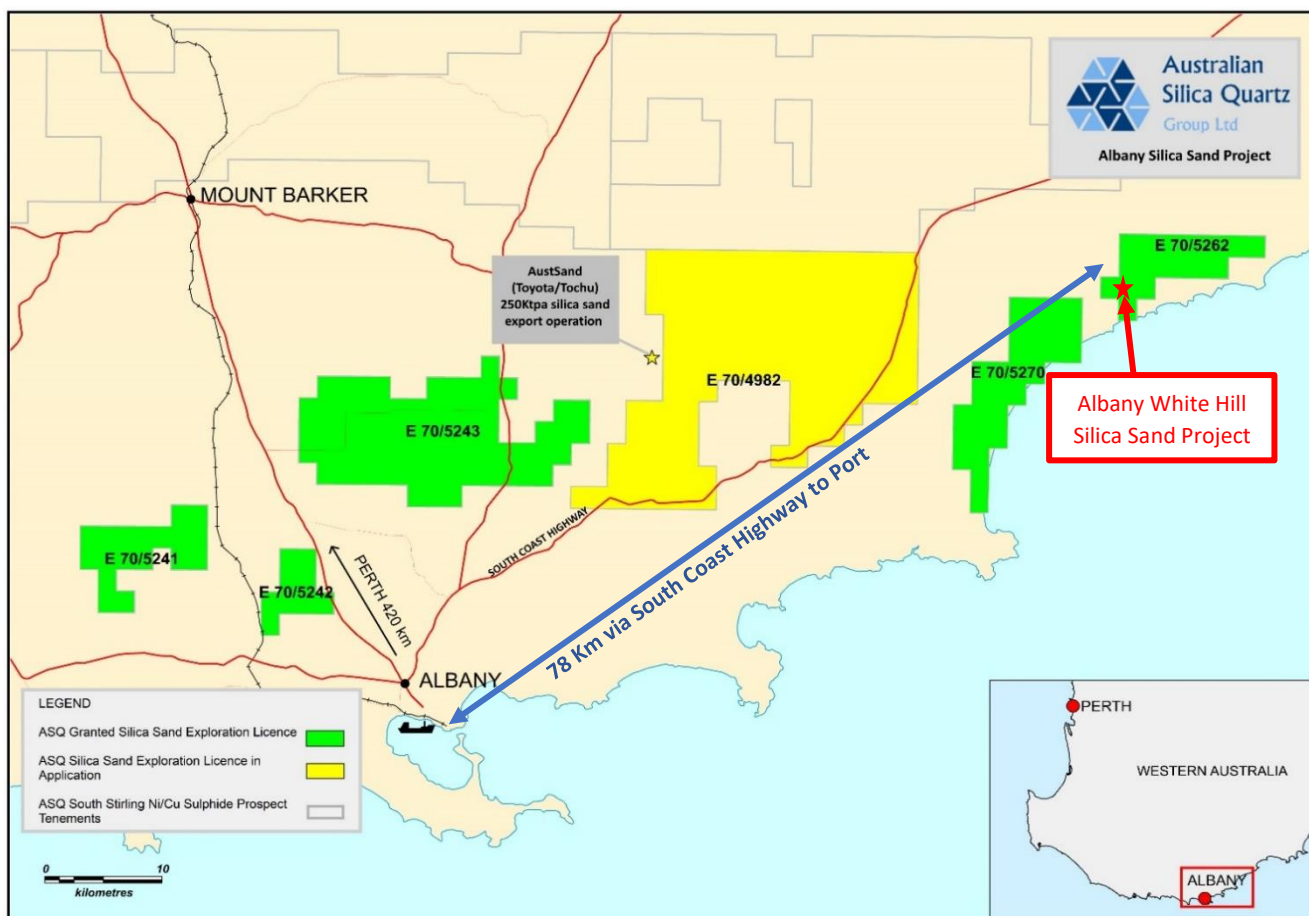 Australian
Silica Quartz
Group Ltd
Albany Silica Sand Project
MOUNT BARKER
AustSand
(Toyota/Tochu)
250Ktpa silica sand
export operation
E 70/5262
E 70/4982
E 70/5270
Albany White Hill
Silica Sand Project
E 70/5243
78 Km via South Coast Highway to Port
SOUTH COAST HIGHWAY
E 70/5241
E 70/5242
PERTH 420 km
ALBANY
LEGEND
ASQ Granted Silica Sand Exploration Licence
ASQ Silica Sand Exploration Licence in
Application
ASQ South Stirling Ni/Cu Sulphide Prospect
Tenements
0 10
kilometres
PERTH
WESTERN AUSTRALIA
ALBANY